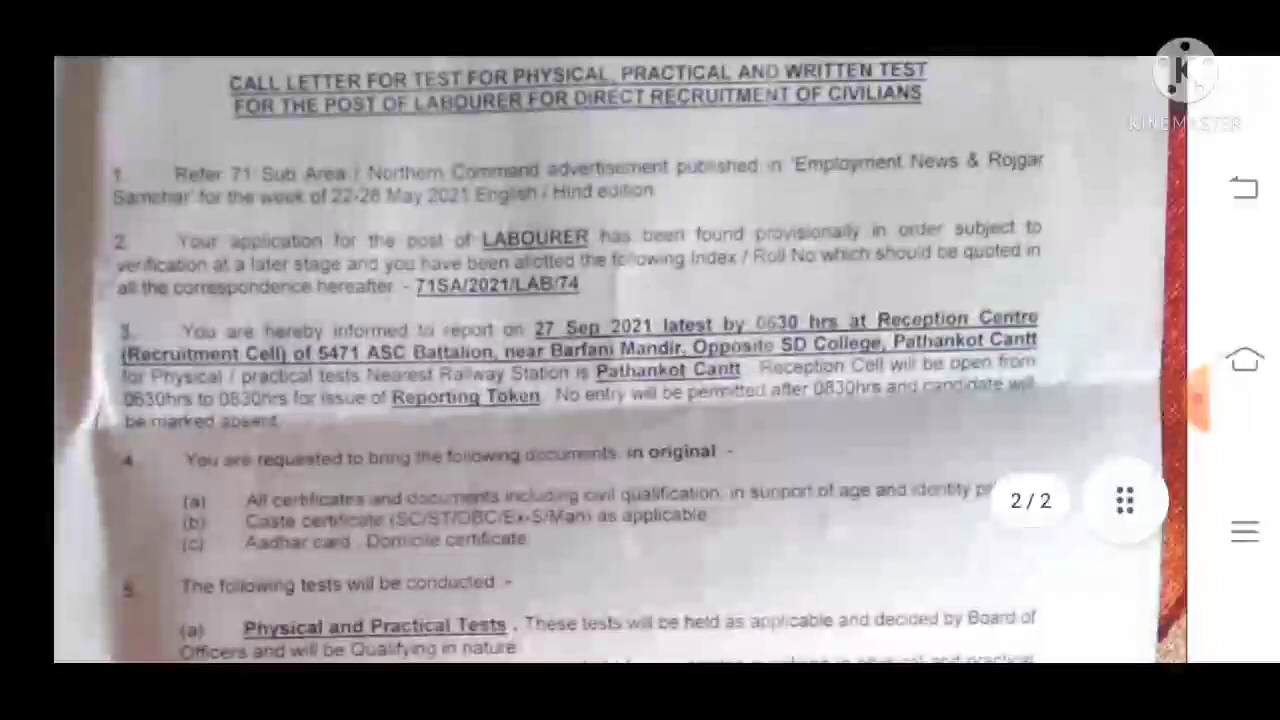 CALL LETTER FOR TEST FOR PHYSICAL, PRACTICAL AND WRITTEN TEST
FOR THE POST OF LABOURER FOR DIRECT RECRUITMENT OF CIVILIANS
K
KINEMASTER
1. Refer 71 Sub Area / Northern Command advertisement published in 'Employment News & Rojgar
Samchar' for the week of 22-28 May 2021 English / Hind edition
2. Your application for the post of LABOURER has been found provisionally in order subject to
verification at a later stage and you have been allotted the following Index / Roll No which should be quoted in
all the correspondence hereafter - 71SA/2021/LAB/74
3. You are hereby informed to report on 27 Sep 2021 latest by 0630 hrs at Reception Centre
(Recruitment Cell) of 5471 ASC Battalion, near Barfani Mandir, Opposite SD College, Pathankot Cantt
for Physical / practical tests Nearest Railway Station is Pathankot Cantt. Reception Cell will be open from
0630hrs to 0830hrs for issue of Reporting Token. No entry will be permitted after 0830hrs and candidate will
be marked absent.
4. You are requested to bring the following documents, in original -
(a) All certificates and documents including civil qualification, in support of age and identity
(b) Caste certificate (SC/ST/OBC/Ex-S/Man) as applicable
(c) Aadhar card, Domicile certificate
2/2
5. The following tests will be conducted -
(a) Physical and Practical Tests. These tests will be held as applicable and decided by Board of
Officers and will be Qualifying in nature